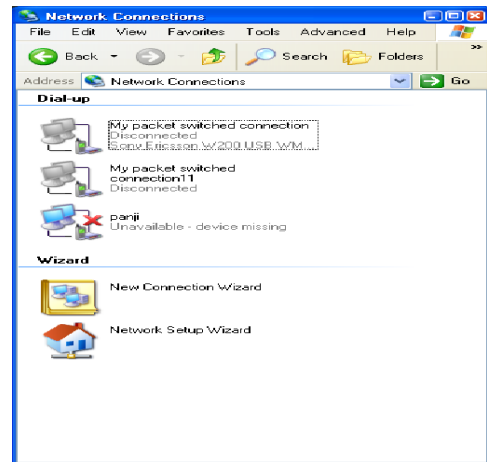 Network Connections
File Edit View Favorites Tools Advanced Help
Back Search Folders »
Address Network Connections Go
Dial-up
My packet switched connection
Disconnected
Sony Ericsson W200 USB WM...
My packet switched
connection11
Disconnected
panji
Unavailable - device missing
Wizard
New Connection Wizard
Network Setup Wizard